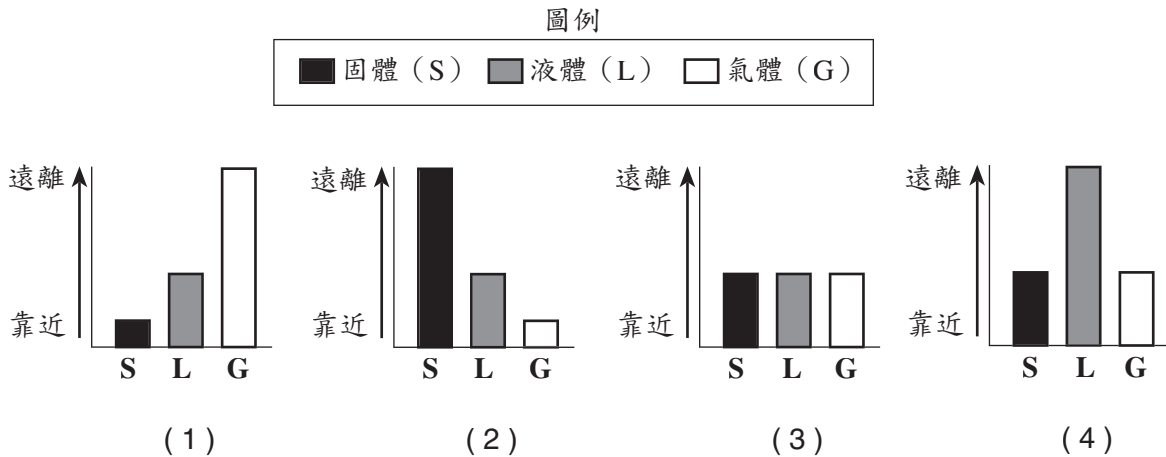 圖例
固體（S） 液體（L） 氣體（G）
遠離 遠離 遠離 遠離
靠近 靠近 靠近 靠近
S L G S L G S L G S L G
(1) (2) (3) (4)